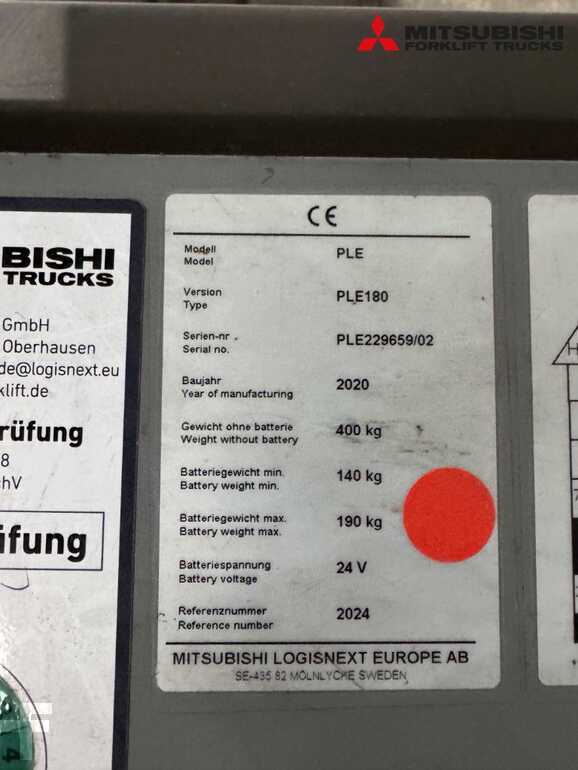 MITSUBISHI
FORKLIFT TRUCKS
BISHI
TRUCKS
GmbH
Oberhausen
de@logisnext.eu
klift.de
rüfung
8
hV
üfung
CE
Modell PLE
Model
Version PLE180
Type
Serien-nr PLE229659/02
Serial no.
Baujahr 2020
Year of manufacturing
Gewicht ohne batterie 400 kg
Weight without battery
Batteriegewicht min. 140 kg
Battery weight min.
Batteriegewicht max. 190 kg
Battery weight max.
Batteriespannung 24 V
Battery voltage
Referenznummer 2024
Reference number
MITSUBISHI LOGISNEXT EUROPE AB
SE-435 82 MÖLNLYCKE SWEDEN
H
4